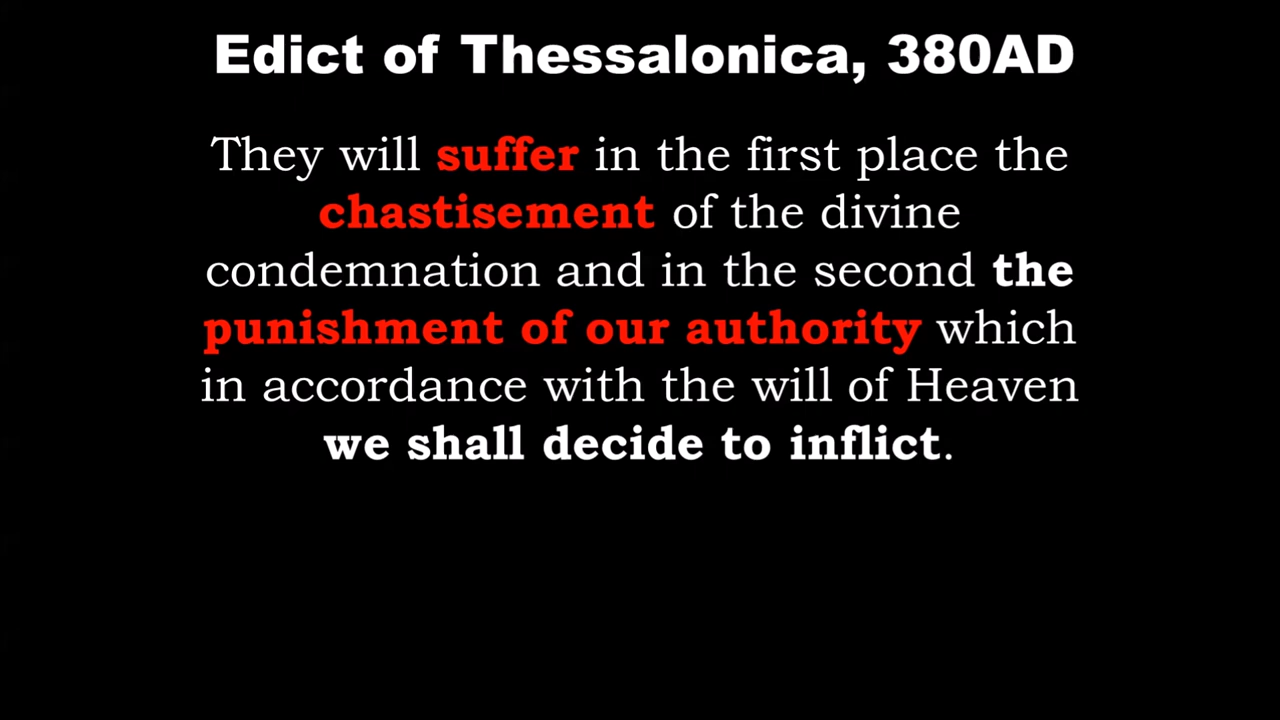 Edict of Thessalonica, 380AD
They will suffer in the first place the
chastisement of the divine
condemnation and in the second the
punishment of our authority which
in accordance with the will of Heaven
we shall decide to inflict.